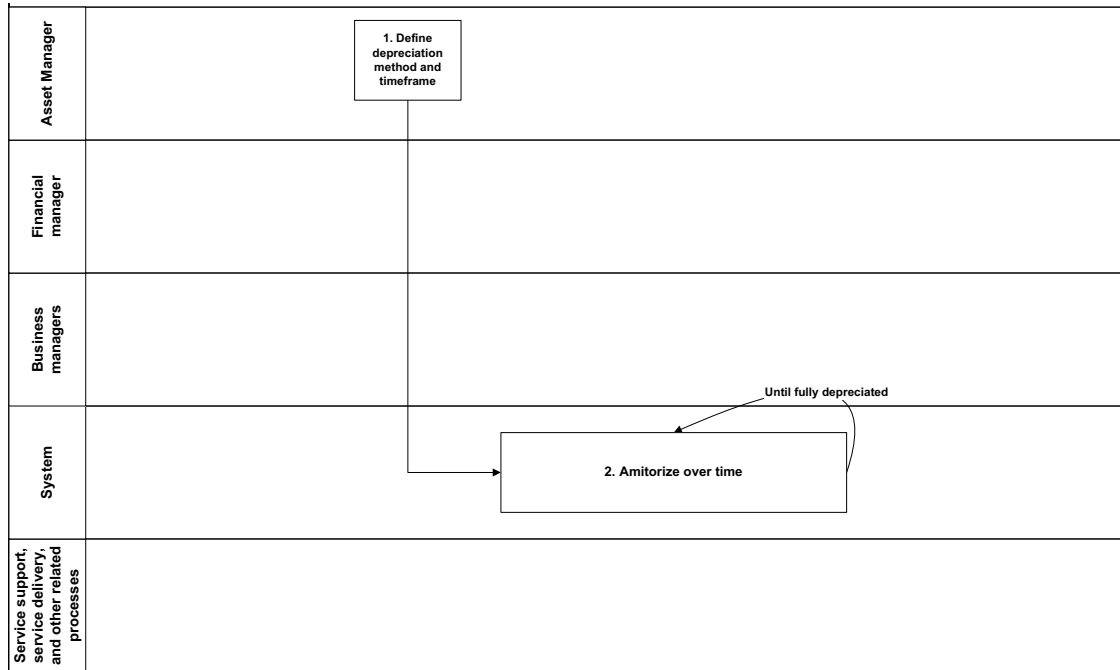 Asset Manager
1. Define
depreciation
method and
timeframe
Financial
manager
Business
managers
Until fully depreciated
System
2. Amitorize over time
Service support,
service delivery,
and other related
processes